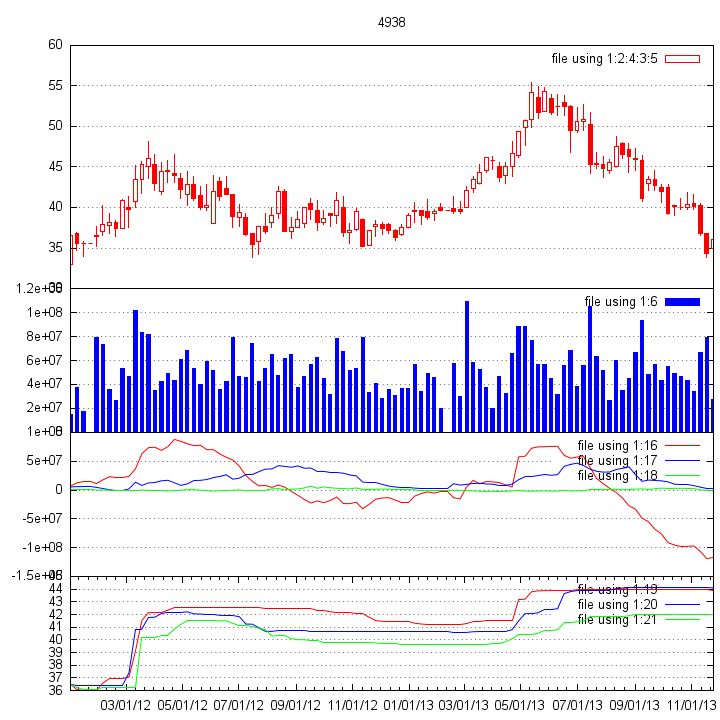 4938
60
file using 1:2:4:3:5
55
50
45
40
35
1.2e+08
file using 1:6
1e+08
8e+07
6e+07
4e+07
2e+07
file using 1:16
5e+07
file using 1:17
file using 1:18
0
-5e+07
-1e+08
-1.5e+08
44
file using 1:19
43
file using 1:20
42
file using 1:21
41
40
39
38
37
36
03/01/12 05/01/12 07/01/12 09/01/12 11/01/12 01/01/13 03/01/13 05/01/13 07/01/13 09/01/13 11/01/13